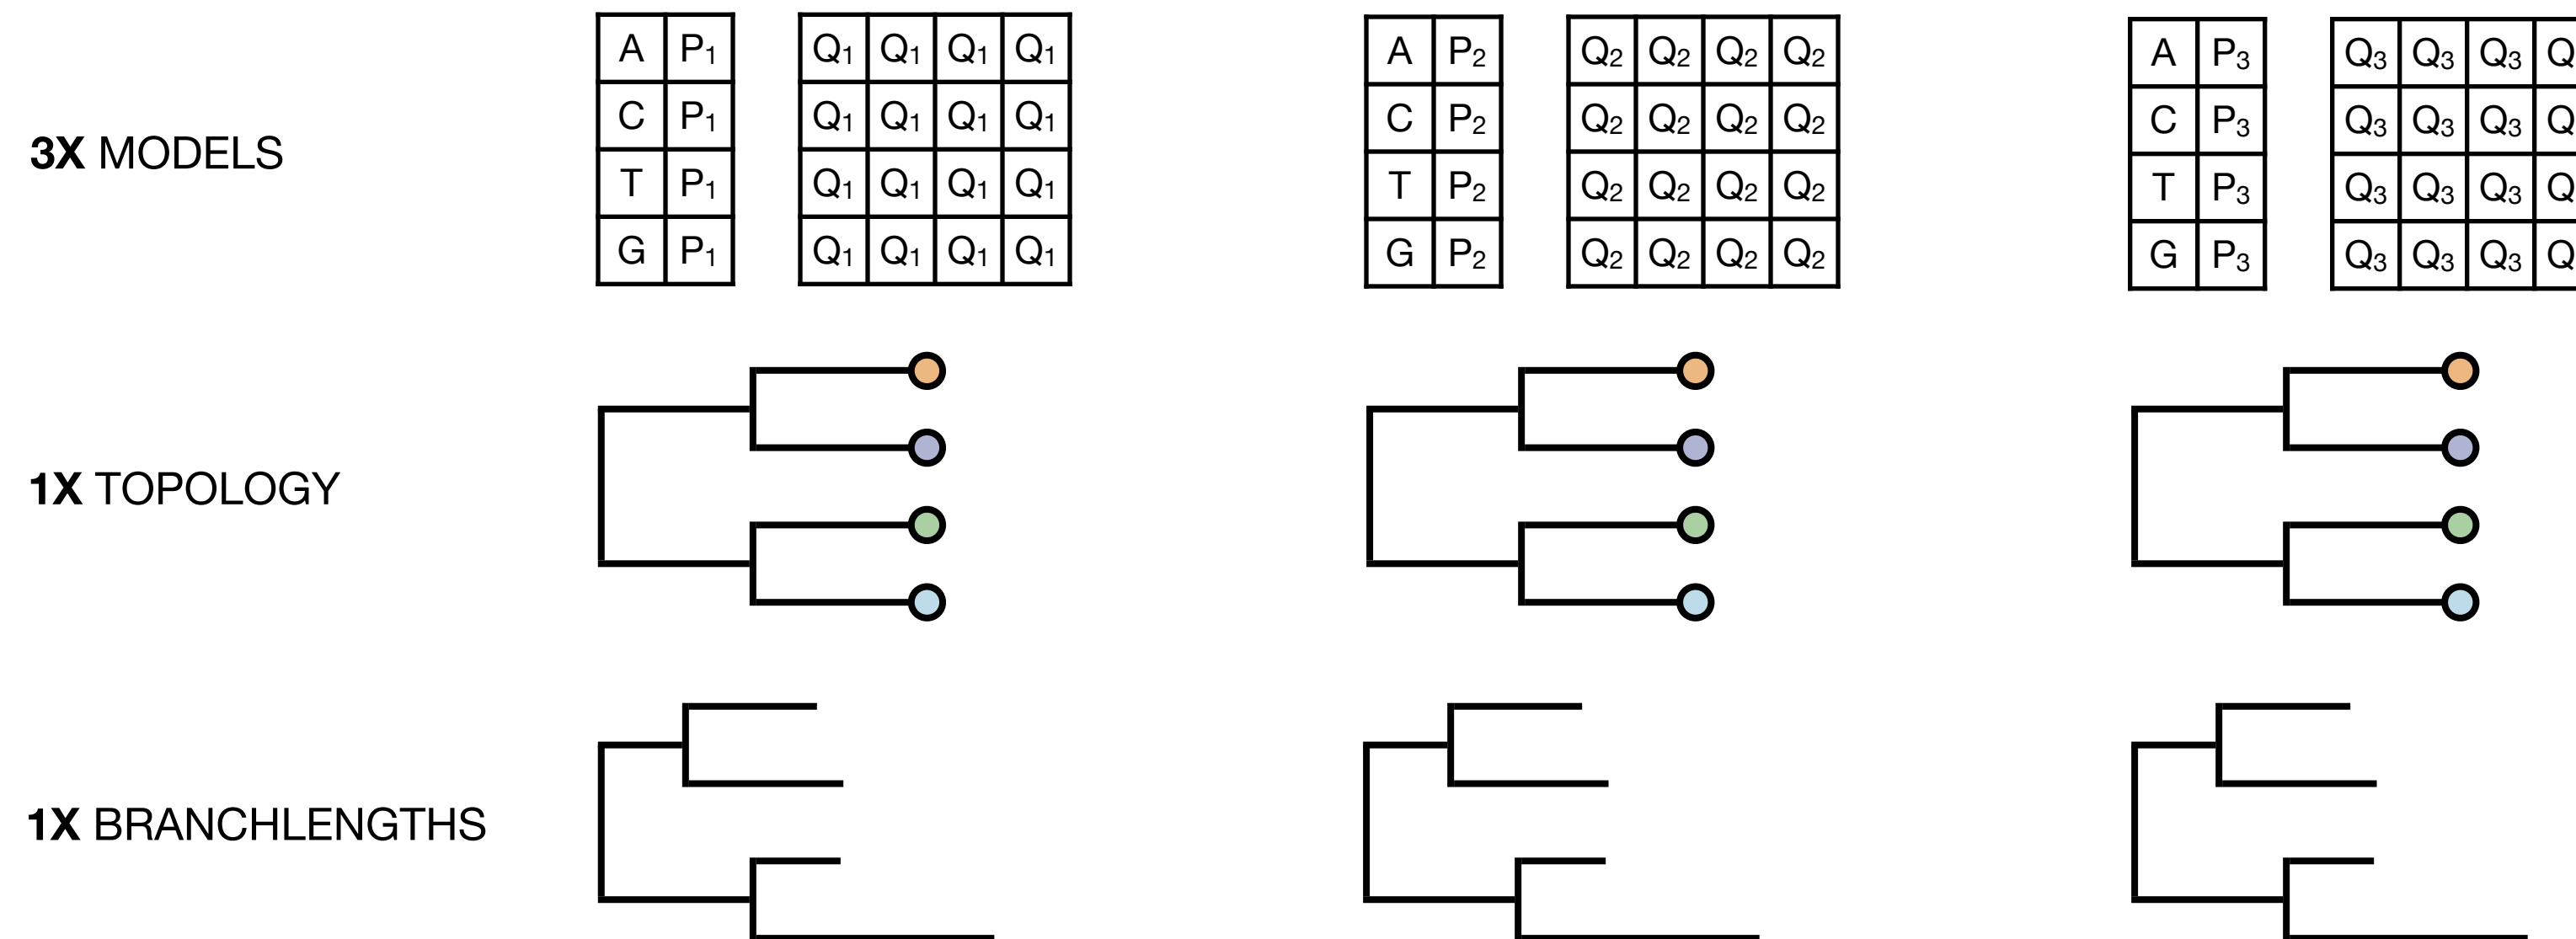 A P1 Q1 Q1 Q1 Q1 A P2 Q2 Q2 Q2 Q2 A P3 Q3 Q3 Q3 Q
C P1 Q1 Q1 Q1 Q1 C P2 Q2 Q2 Q2 Q2 C P3 Q3 Q3 Q3 Q
3X MODELS
T P1 Q1 Q1 Q1 Q1 T P2 Q2 Q2 Q2 Q2 T P3 Q3 Q3 Q3 Q
G P1 Q1 Q1 Q1 Q1 G P2 Q2 Q2 Q2 Q2 G P3 Q3 Q3 Q3 Q
1X TOPOLOGY
1X BRANCHLENGTHS